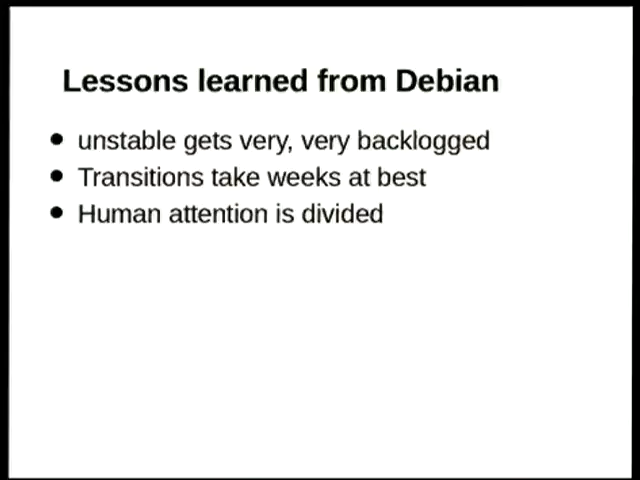 Lessons learned from Debian
unstable gets very, very backlogged
Transitions take weeks at best
Human attention is divided